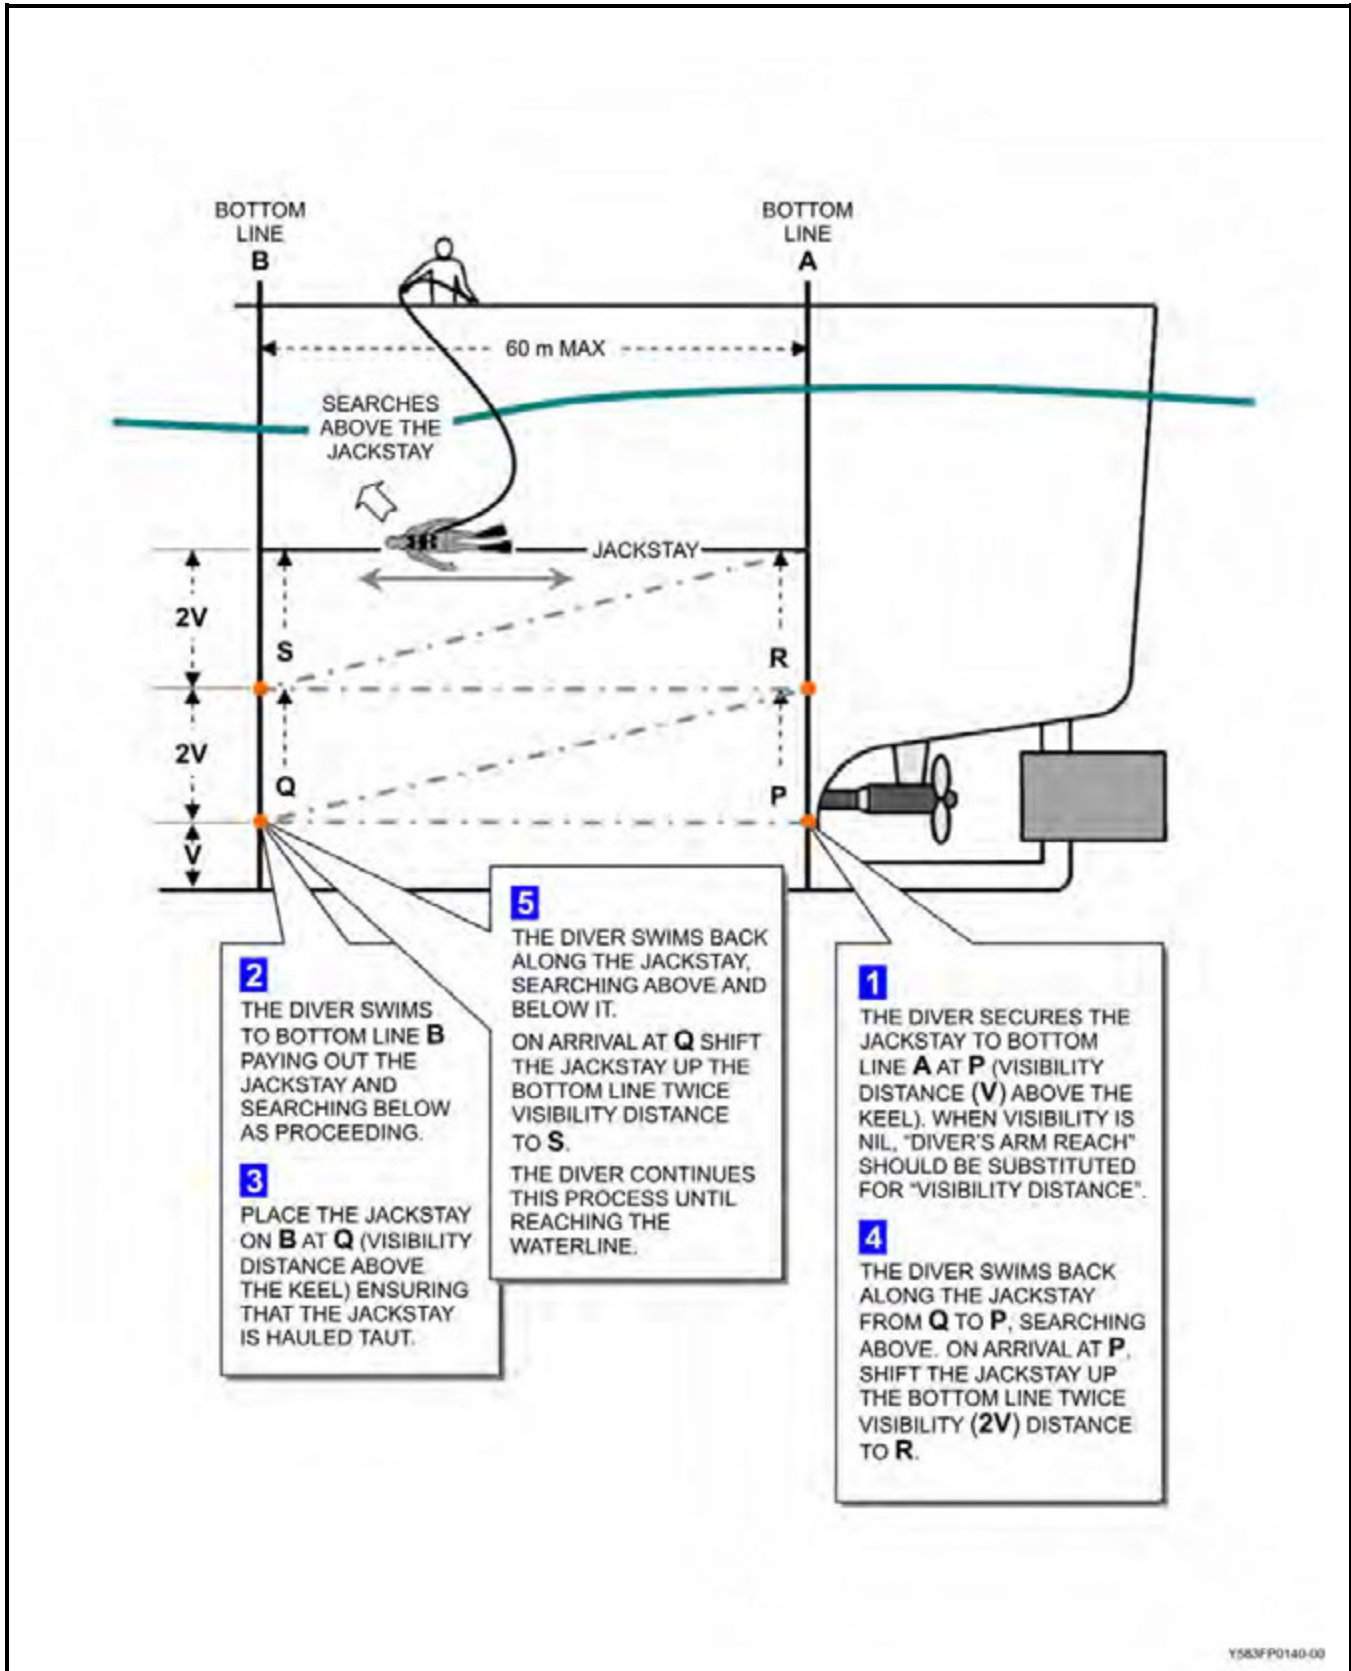 BOTTOM
LINE
B
BOTTOM
LINE
A
60 m MAX
SEARCHES
ABOVE THE
JACKSTAY
JACKSTAY
2V
S
R
2V
Q
P
V
2
THE DIVER SWIMS
TO BOTTOM LINE B
PAYING OUT THE
JACKSTAY AND
SEARCHING BELOW
AS PROCEEDING.
3
PLACE THE JACKSTAY
ON B AT Q (VISIBILITY
DISTANCE ABOVE
THE KEEL) ENSURING
THAT THE JACKSTAY
IS HAULED TAUT.
5
THE DIVER SWIMS BACK
ALONG THE JACKSTAY,
SEARCHING ABOVE AND
BELOW IT.
ON ARRIVAL AT Q SHIFT
THE JACKSTAY UP THE
BOTTOM LINE TWICE
VISIBILITY DISTANCE
TO S.
THE DIVER CONTINUES
THIS PROCESS UNTIL
REACHING THE
WATERLINE.
1
THE DIVER SECURES THE
JACKSTAY TO BOTTOM
LINE A AT P (VISIBILITY
DISTANCE (V) ABOVE THE
KEEL). WHEN VISIBILITY IS
NIL, "DIVER'S ARM REACH"
SHOULD BE SUBSTITUTED
FOR "VISIBILITY DISTANCE".
4
THE DIVER SWIMS BACK
ALONG THE JACKSTAY
FROM Q TO P, SEARCHING
ABOVE. ON ARRIVAL AT P,
SHIFT THE JACKSTAY UP
THE BOTTOM LINE TWICE
VISIBILITY (2V) DISTANCE
TO R.
Y583FP0140-00